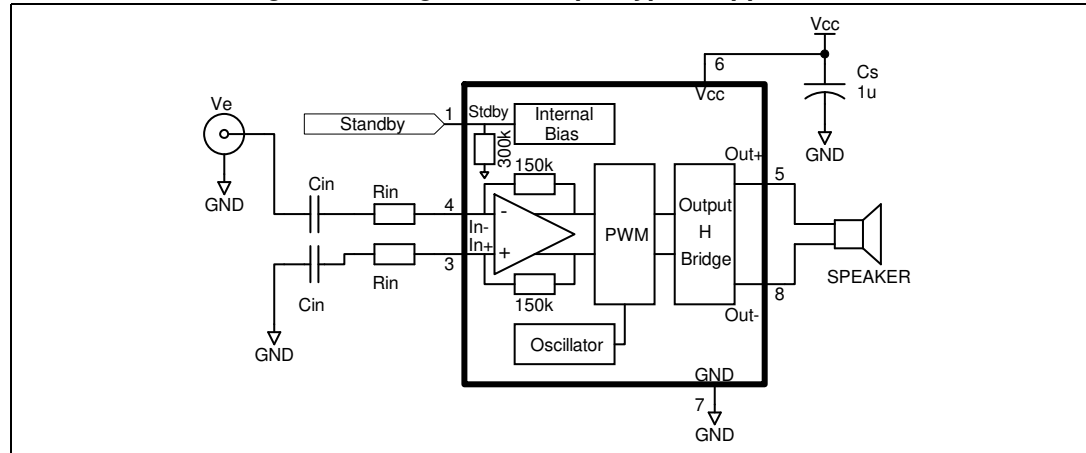 Vcc
6
Cs
1u
Vcc
GND
Ve
GND
Standby
1
Stdby
Internal
Bias
300k
150k
Out+
5
Cin
Rin
4
In-
-
In+
+
3
Cin
Rin
GND
150k
PWM
Output
H
Bridge
SPEAKER
8
Out-
Oscillator
GND
7
GND